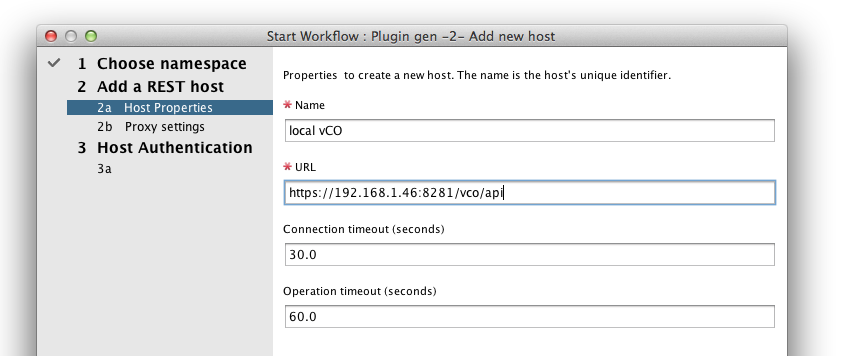 Start Workflow : Plugin gen -2- Add new host
1 Choose namespace
2 Add a REST host
2a Host Properties
2b Proxy settings
3 Host Authentication
3a
Properties to create a new host. The name is the host's unique identifier.
* Name
local vCO
* URL
https://192.168.1.46:8281/vco/api
Connection timeout (seconds)
30.0
Operation timeout (seconds)
60.0